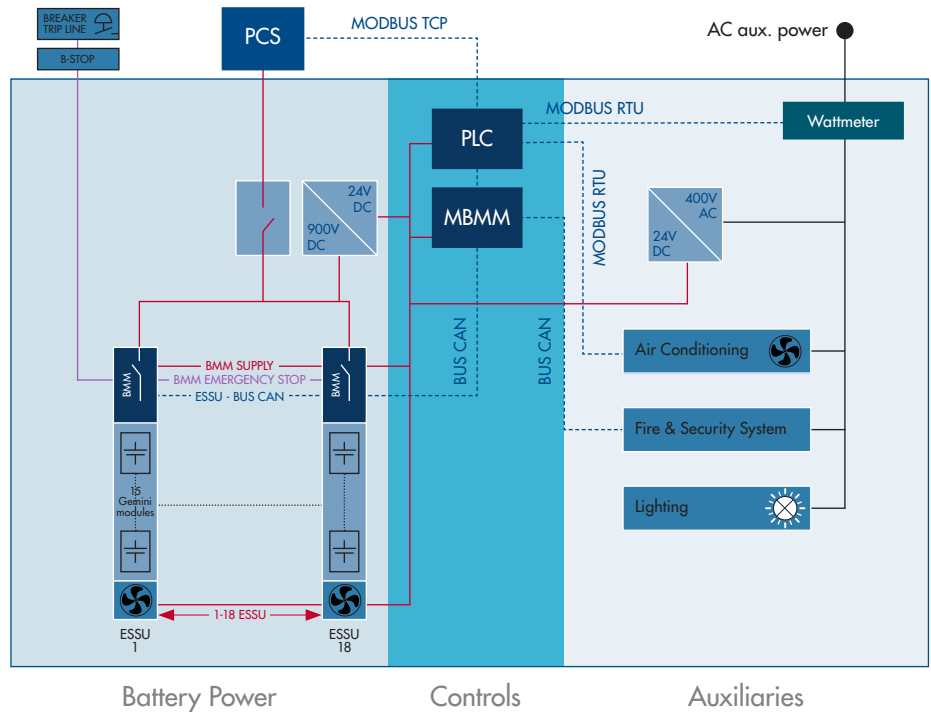 BREAKER
TRIP LINE
B-STOP
PCS
MODBUS TCP
AC aux. power
PLC
MODBUS RTU
Wattmeter
MBMM
MODBUS RTU
24V
DC
900V
DC
400V
AC
24V
DC
BUS CAN
BUS CAN
Air Conditioning
BMM
BMM SUPPLY
BMM EMERGENCY STOP
ESSU - BUS CAN
BMM
Fire & Security System
15
Gemini
modules
Lighting
1-18 ESSU
ESSU
1
ESSU
18
Battery Power
Controls
Auxiliaries